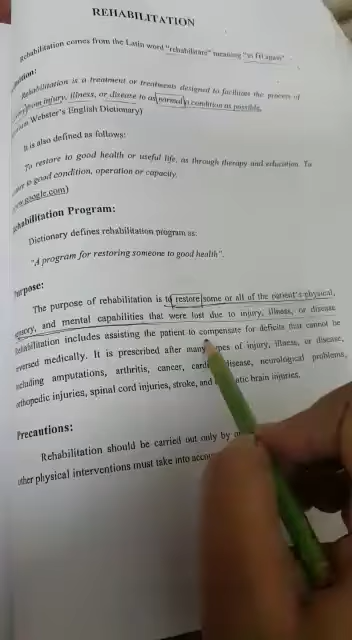 REHABILITATION
Rehabilitation comes from the Latin word "rehabilitare" meaning "to fit again".
Rehabilitation is a treatment or treatments designed to facilitate the process of
from injury, illness, or disease to as normal a condition as possible.
Webster's English Dictionary)
It is also defined as follows:
To restore to good health or useful life, as through therapy and education. To
to good condition, operation or capacity.
google.com)
Rehabilitation Program:
Dictionary defines rehabilitation program as:
"A program for restoring someone to good health".
Purpose:
The purpose of rehabilitation is to restore some or all of the patient's physical,
sensory, and mental capabilities that were lost due to injury, illness, or disease.
Rehabilitation includes assisting the patient to compensate for deficits that cannot be
reversed medically. It is prescribed after many types of injury, illness, or disease,
including amputations, arthritis, cancer, disease, neurological problems,
orthopedic injuries, spinal cord injuries, stroke, and brain injuries.
Precautions:
Rehabilitation should be carried out only by
other physical interventions must take into